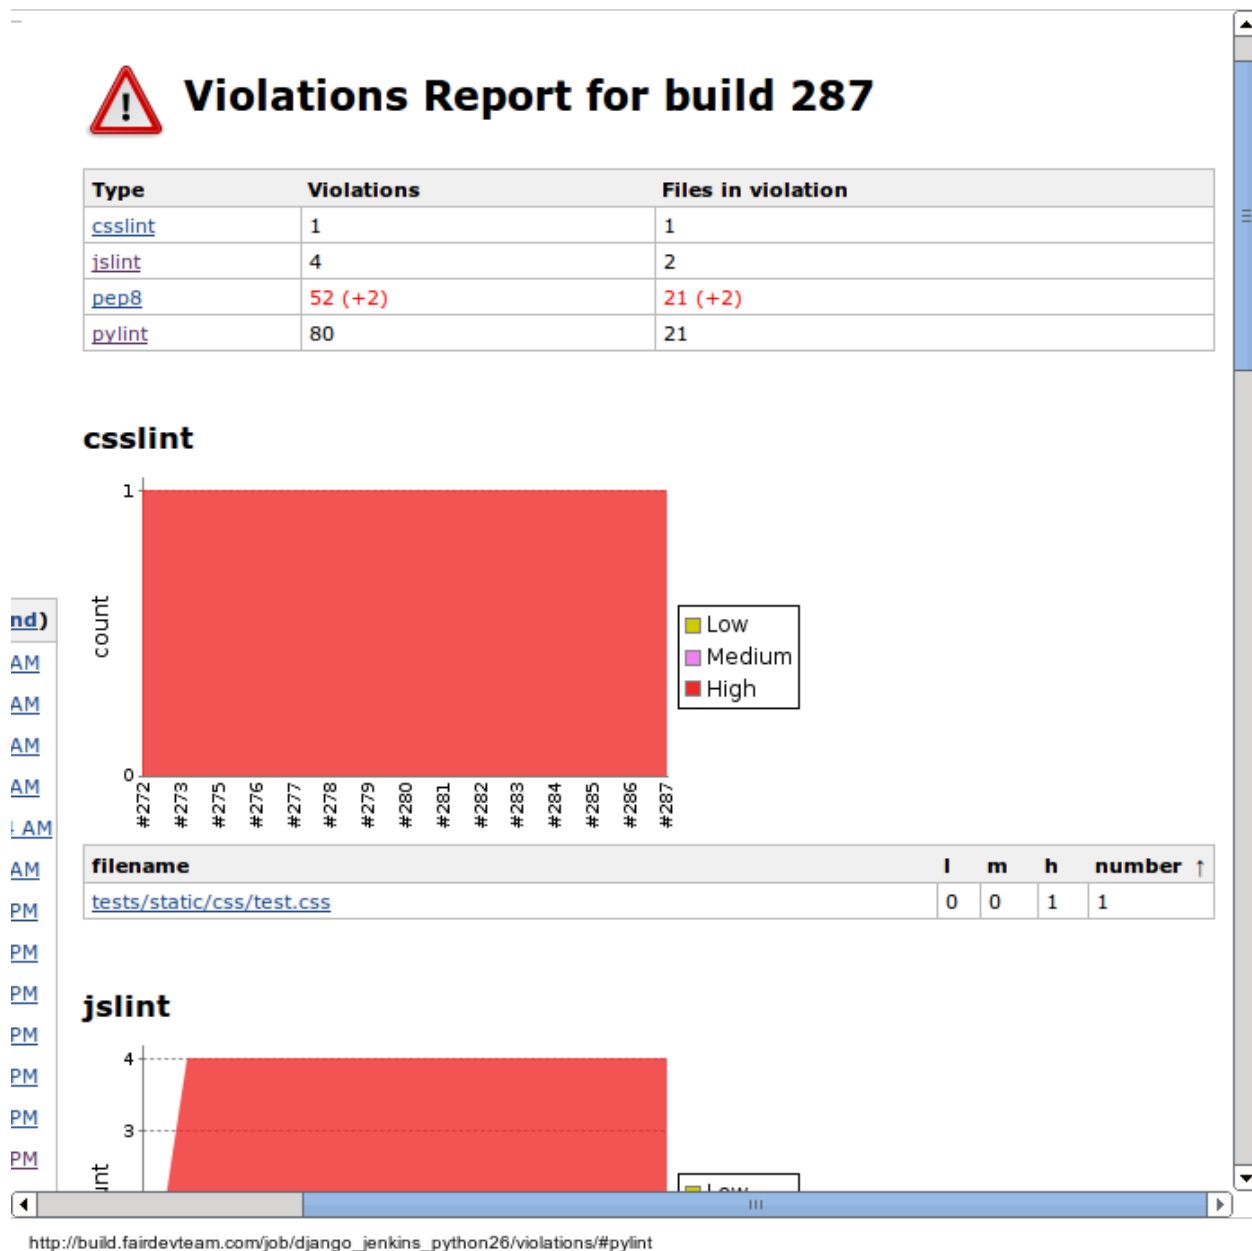 Violations Report for build 287
Type Violations Files in violation
csslint 1 1
jslint 4 2
pep8 52 (+2) 21 (+2)
pylint 80 21
csslint
1
count
0
#272 #273 #275 #276 #277 #278 #279 #280 #281 #282 #283 #284 #285 #286 #287
Low
Medium
High
nd)
AM
AM
AM
AM
AM
AM
PM
PM
PM
PM
PM
PM
PM
filename l m h number ↑
tests/static/css/test.css 0 0 1 1
jslint
4
3
unt
Low
http://build.fairdevteam.com/job/django_jenkins_python26/violations/#pylint